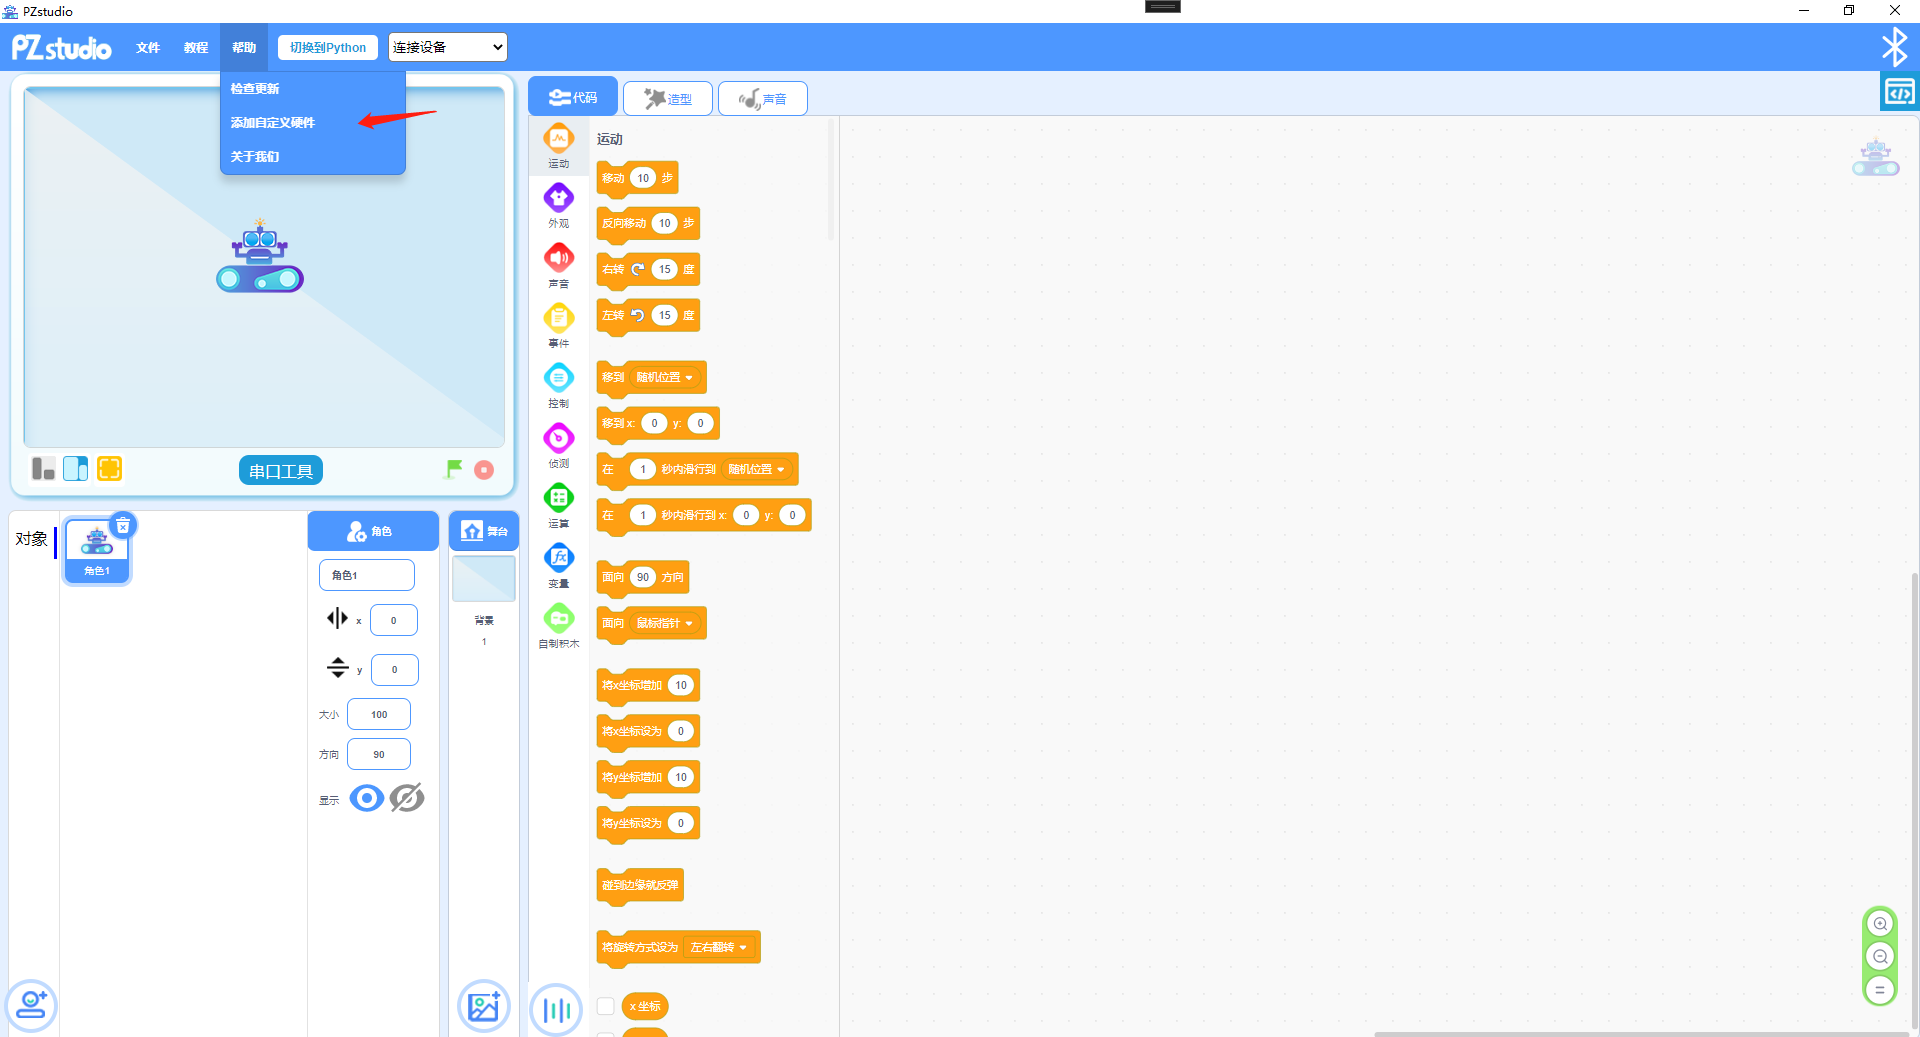 PZstudio
PZstudio 文件 教程 帮助 切换到Python 连接设备
检查更新
添加自定义硬件
关于我们
串口工具
对象
角色1
角色
角色1
x 0
y 0
大小 100
方向 90
显示
舞台
背景
1
代码 造型 声音
运动
外观
声音
事件
控制
侦测
运算
变量
自制积木
运动
移动 10 步
反向移动 10 步
右转 15 度
左转 15 度
移到 随机位置
移到 x: 0 y: 0
在 1 秒内滑行到 随机位置
在 1 秒内滑行到 x: 0 y: 0
面向 90 方向
面向 鼠标指针
将x坐标增加 10
将x坐标设为 0
将y坐标增加 10
将y坐标设为 0
碰到边缘就反弹
将旋转方式设为 左右翻转
x 坐标